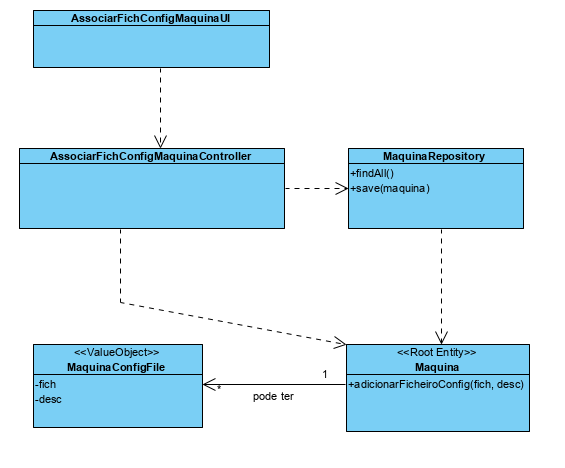 AssociarFichConfigMaquinaUI
AssociarFichConfigMaquinaController
MaquinaRepository
+findAll()
+save(maquina)
<<ValueObject>>
MaquinaConfigFile
-fich
-desc
*
pode ter
1
<<Root Entity>>
Maquina
+adicionarFicheiroConfig(fich, desc)